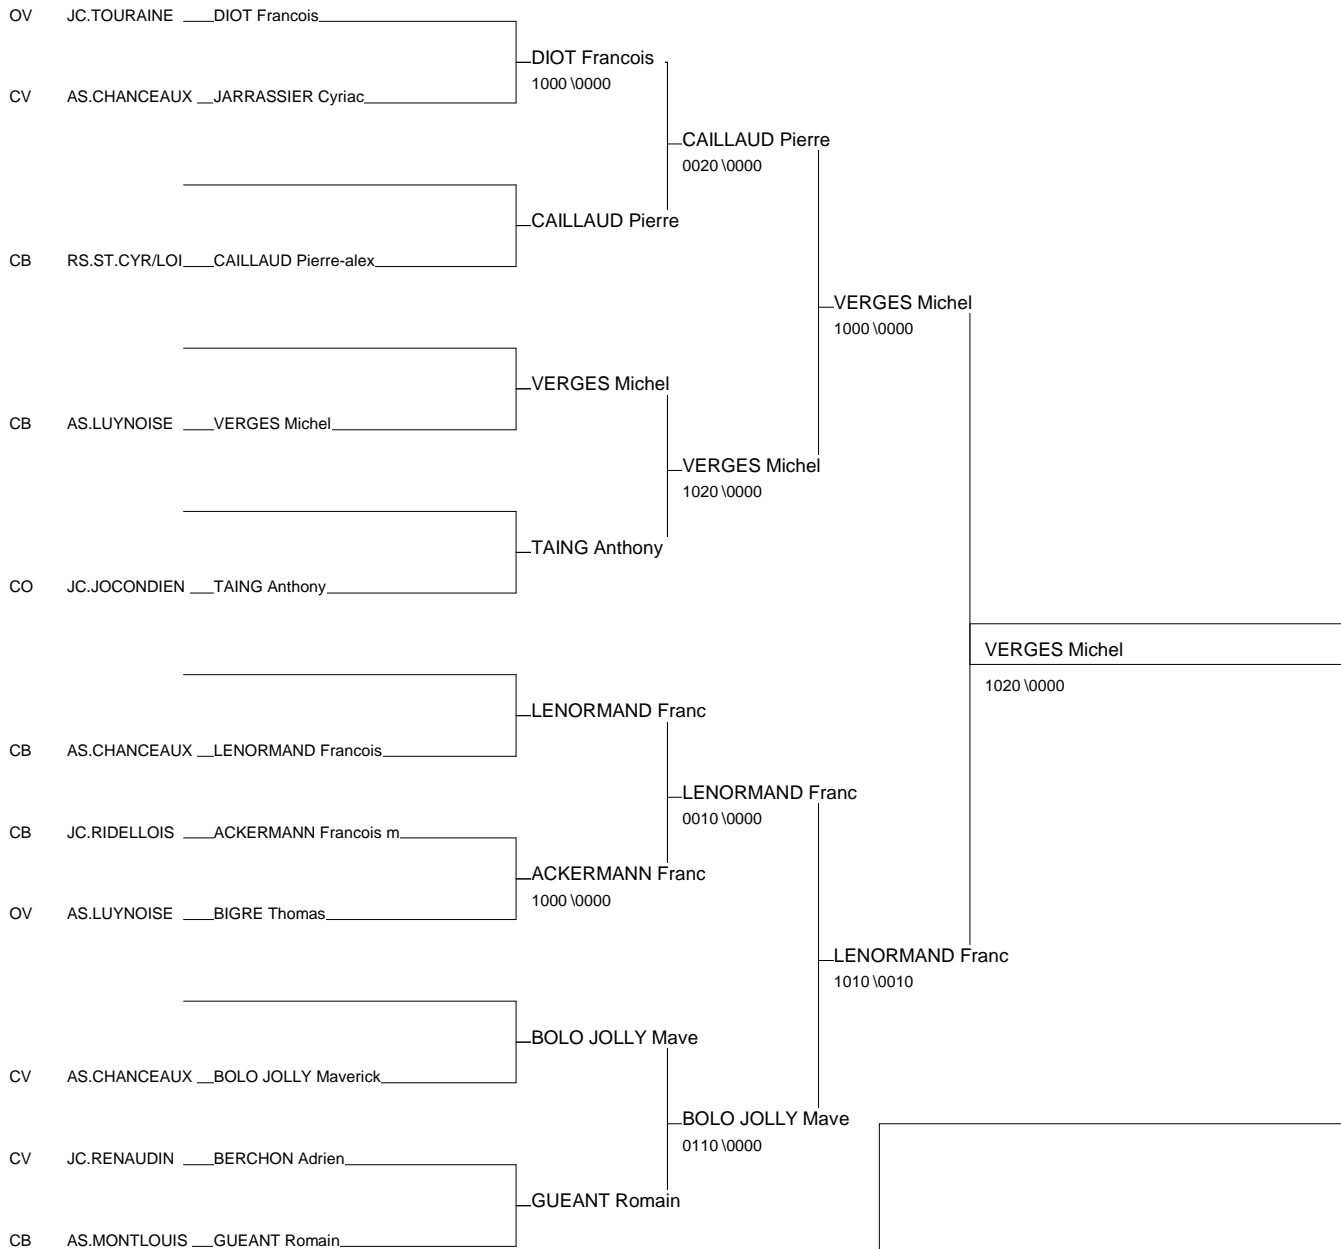 OV JC.TOURAINE DIOT Francois
DIOT Francois
1000 \0000
CV AS.CHANCEAUX JARRASSIER Cyriac
CAILLAUD Pierre
0020 \0000
CAILLAUD Pierre
CB RS.ST.CYR/LOI CAILLAUD Pierre-alex
VERGES Michel
1000 \0000
VERGES Michel
CB AS.LUYNOISE VERGES Michel
VERGES Michel
1020 \0000
TAING Anthony
CO JC.JOCONDIEN TAING Anthony
VERGES Michel
1020 \0000
LENORMAND Franc
CB AS.CHANCEAUX LENORMAND Francois
LENORMAND Franc
0010 \0000
CB JC.RIDELLOIS ACKERMANN Francois m
ACKERMANN Franc
1000 \0000
OV AS.LUYNOISE BIGRE Thomas
LENORMAND Franc
1010 \0010
BOLO JOLLY Mave
CV AS.CHANCEAUX BOLO JOLLY Maverick
BOLO JOLLY Mave
0110 \0000
CV JC.RENAUDIN BERCHON Adrien
GUEANT Romain
CB AS.MONTLOUIS GUEANT Romain